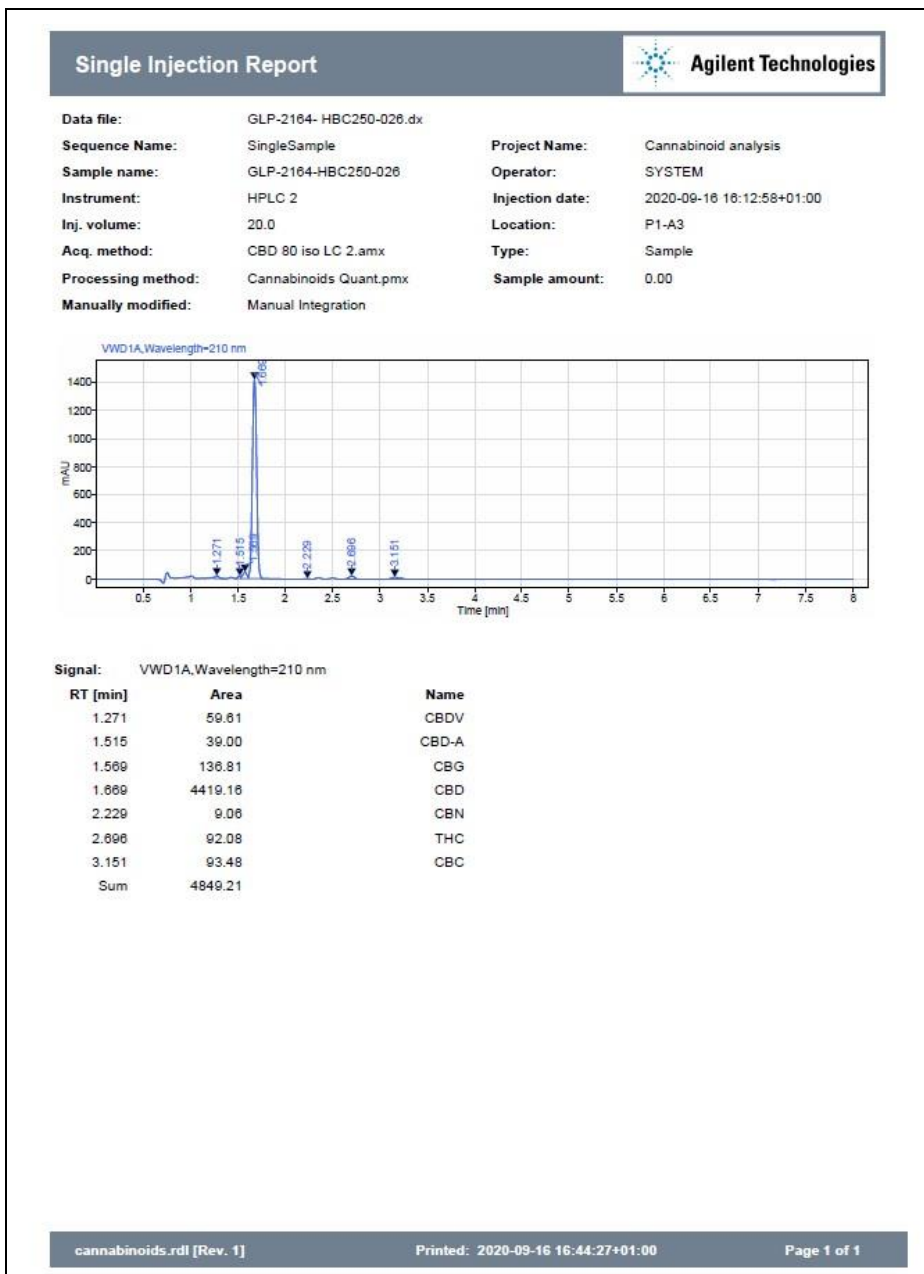 Single Injection Report
Agilent Technologies
Data file: GLP-2164- HBC250-026.dx
Sequence Name: SingleSample Project Name: Cannabinoid analysis
Sample name: GLP-2164-HBC250-026 Operator: SYSTEM
Instrument: HPLC 2 Injection date: 2020-09-16 16:12:58+01:00
Inj. volume: 20.0 Location: P1-A3
Acq. method: CBD 80 iso LC 2.amx Type: Sample
Processing method: Cannabinoids Quant.pmx Sample amount: 0.00
Manually modified: Manual Integration
VWD1A,Wavelength=210 nm
1.669
1400
1200
1000
800
mAU
600
400
200
1.271 1.515 1.569 2.229 2.696 3.151
0
0.5 1 1.5 2 2.5 3 3.5 4 4.5 5 5.5 6 6.5 7 7.5 8
Time [min]
Signal: VWD1A,Wavelength=210 nm
RT [min] Area Name
1.271 59.61 CBDV
1.515 39.00 CBD-A
1.569 136.81 CBG
1.669 4419.16 CBD
2.229 9.06 CBN
2.696 92.08 THC
3.151 93.48 CBC
Sum 4849.21
cannabinoids.rdl [Rev. 1] Printed: 2020-09-16 16:44:27+01:00 Page 1 of 1